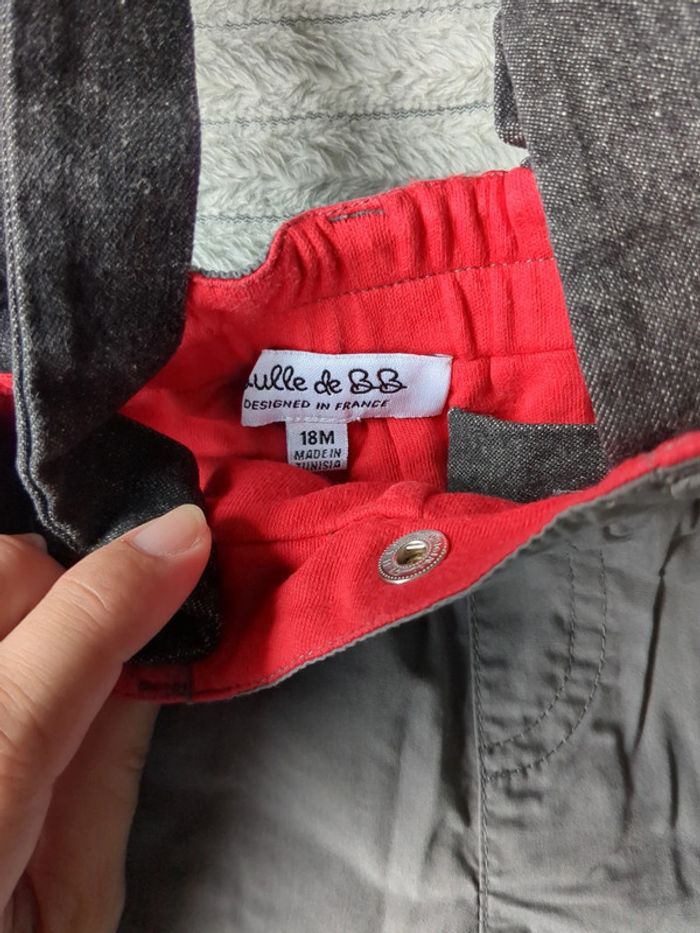 ulle de BB
DESIGNED IN FRANCE
18M
MADE IN
TUNISIA